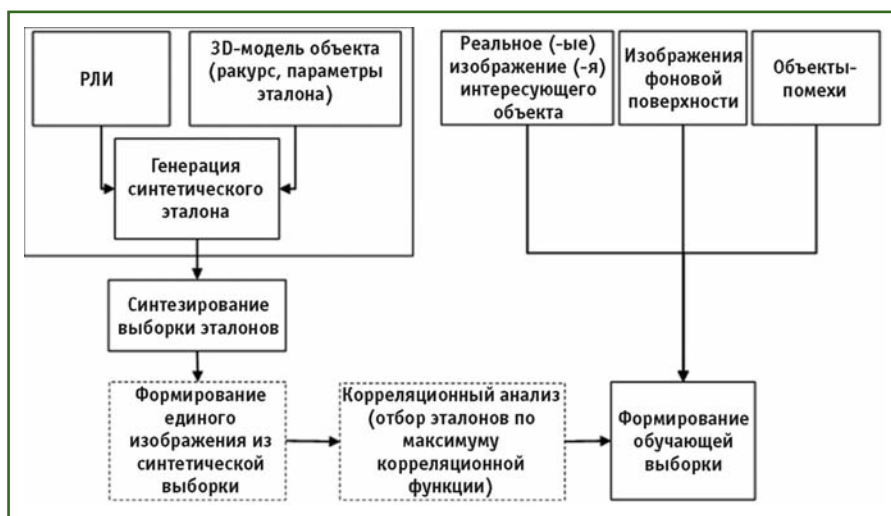 РЛИ
3D-модель объекта
(ракурс, параметры
эталона)
Генерация
синтетического
эталона
Синтезирование
выборки эталонов
Формирование
единого
изображения из
синтетической
выборки
Корреляционный анализ
(отбор эталонов по
максимуму
корреляционной
функции)
Реальное (-ые)
изображение (-я)
интересующего
объекта
Изображения
фоновой
поверхности
Объекты-
помехи
Формирование
обучающей
выборки